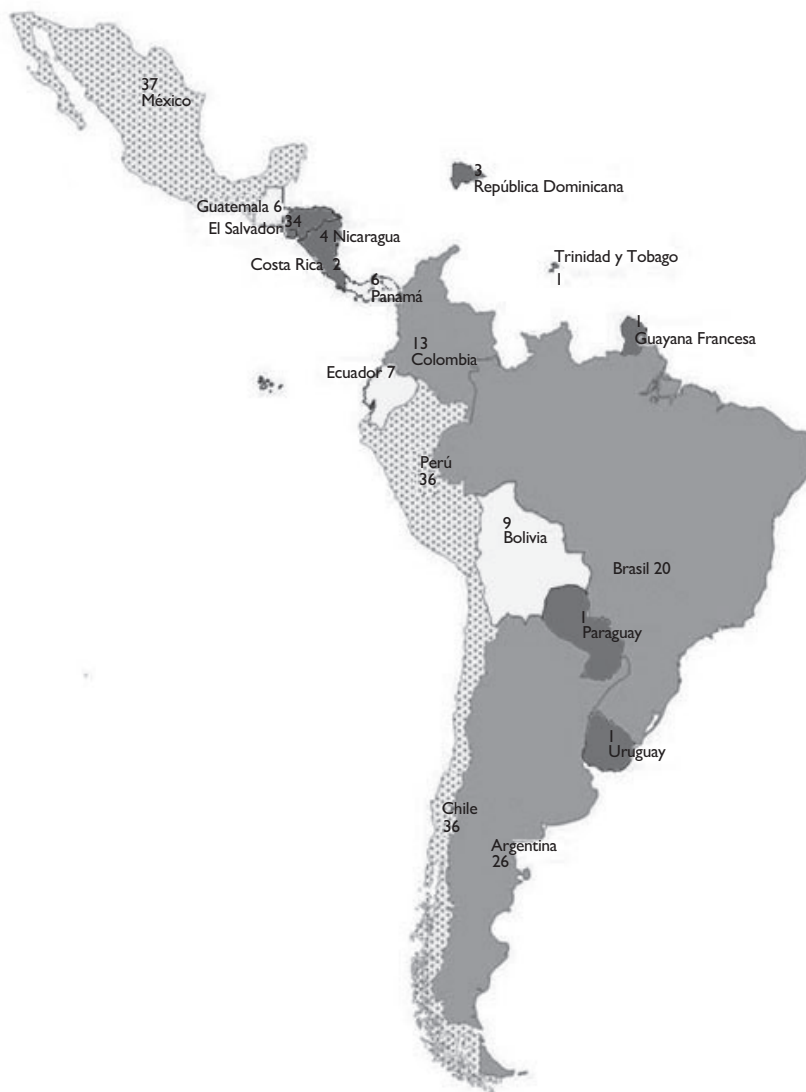 37
México
3
República Dominicana
Guatemala 6
El Salvador 34
4 Nicaragua
Costa Rica 2
Trinidad y Tobago
1
6
Panamá
1
Guayana Francesa
13
Colombia
Ecuador 7
Perú
36
9
Bolivia
Brasil 20
1
Paraguay
1
Uruguay
Chile
36
Argentina
26